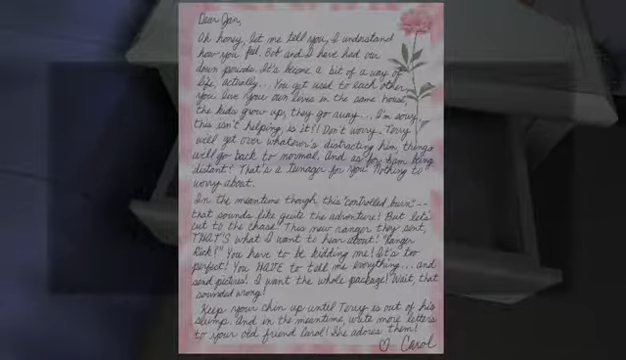 Dear Jan,
Oh honey, let me tell you, I understand
how you feel. Bob and I have had our
down periods. It's become a bit of a way of
life, actually... You get used to each other,
you live your own lives in the same house,
the kids grow up, they go away... I'm sorry,
this isn't helping, is it?! Don't worry. Terry
will get over whatever's distracting him, things
will go back to normal. And as for Sam being
distant? That's a teenager for you. Nothing to
worry about.
In the meantime though, this "controlled burn"--
that sounds like quite the adventure! But let's
cut to the chase! This new ranger they sent,
THAT'S what I want to hear about! "Ranger
Rick?" You have to be kidding me! It's too
perfect! You HAVE to tell me everything... and
send pictures. I want the whole package! Wait, that
sounded wrong!
Keep your chin up until Terry is out of his
slump. And in the meantime, write more letters
to your old friend Carol! She adores them!
♡ Carol